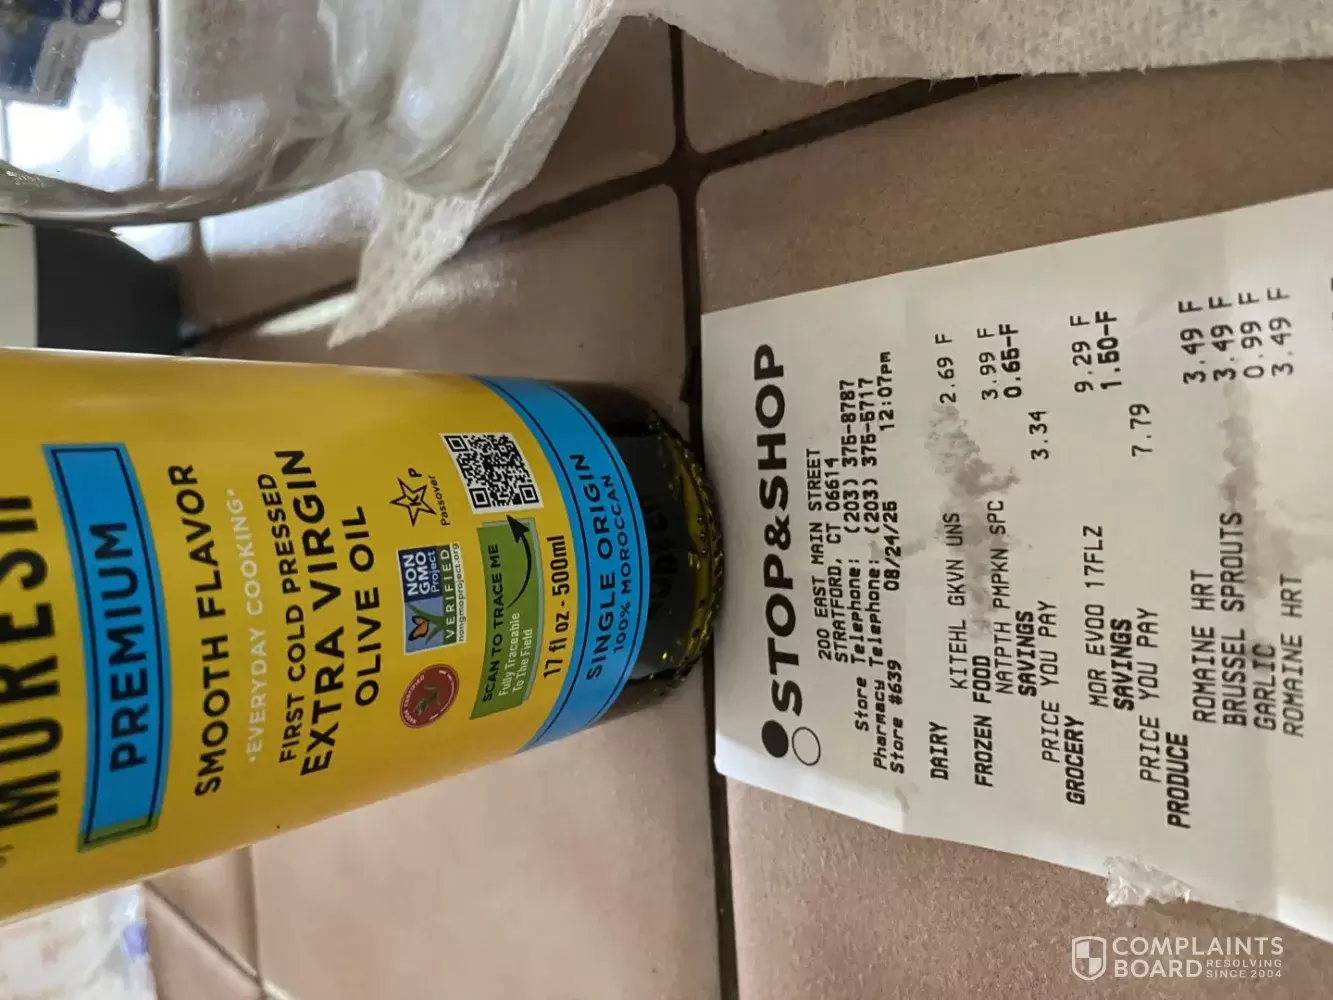 MORESH
PREMIUM
SMOOTH FLAVOR
·EVERYDAY COOKING·
FIRST COLD PRESSED
EXTRA VIRGIN
OLIVE OIL
NON
GMO
Project
VERIFIED
nongmoproject.org
K P
Passover
SCAN TO TRACE ME
Fully Traceable
To The Field
17 fl oz - 500ml
SINGLE ORIGIN
100% MOROCCAN
STOP&SHOP
200 EAST MAIN STREET
STRATFORD, CT 06614
Store Telephone: (203) 375-8787
Pharmacy Telephone: (203) 375-5717
Store #639 08/24/25 12:07pm
DAIRY
KITEHL GKVN UNS 2.69 F
FROZEN FOOD
NATPTH PMPKN SPC 3.99 F
SAVINGS 0.65-F
PRICE YOU PAY 3.34
GROCERY
MOR EVOO 17FLZ 9.29 F
SAVINGS 1.50-F
PRICE YOU PAY 7.79
PRODUCE
ROMAINE HRT 3.49 F
BRUSSEL SPROUTS 3.49 F
GARLIC 0.99 F
ROMAINE HRT 3.49 F
COMPLAINTS
BOARD RESOLVING
SINCE 2004